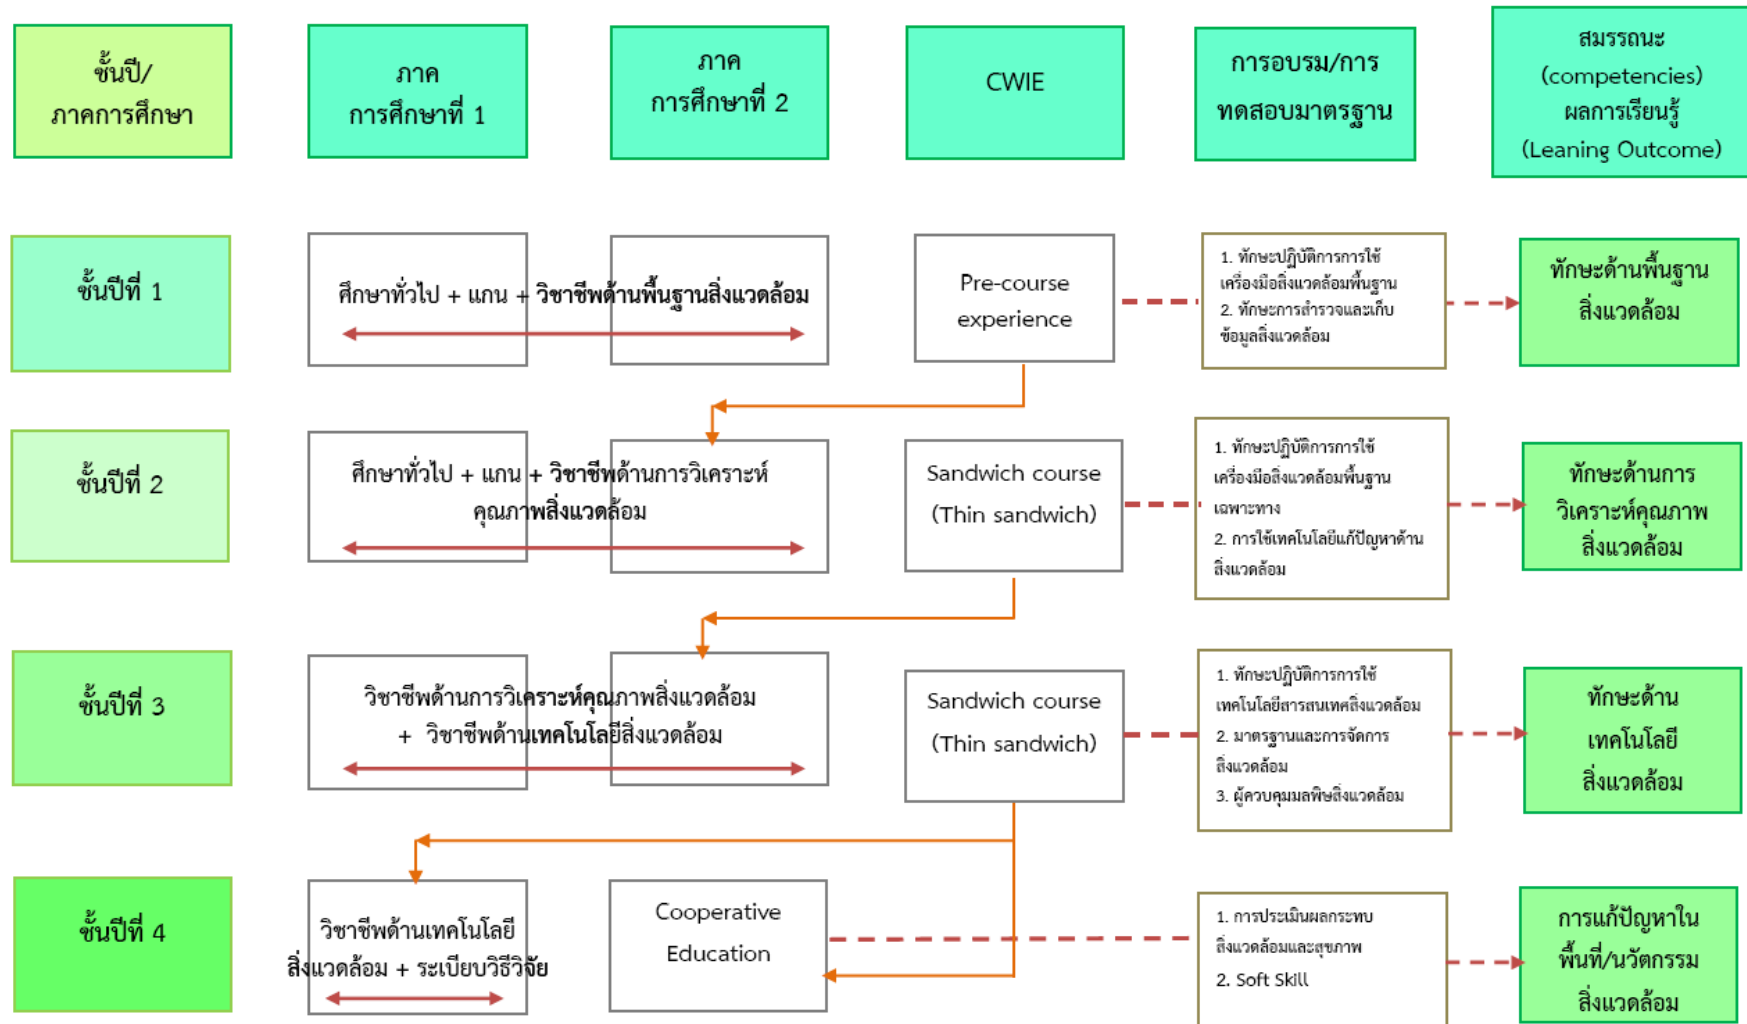 ชั้นปี/
ภาคการศึกษา
ภาค
การศึกษาที่ 1
ภาค
การศึกษาที่ 2
CWIE
การอบรม/การ
ทดสอบมาตรฐาน
สมรรถนะ
(competencies)
ผลการเรียนรู้
(Leaning Outcome)
ชั้นปีที่ 1
ศึกษาทั่วไป + แกน + วิชาชีพด้านพื้นฐานสิ่งแวดล้อม
Pre-course
experience
1. ทักษะปฏิบัติการการใช้
เครื่องมือสิ่งแวดล้อมพื้นฐาน
2. ทักษะการสำรวจและเก็บ
ข้อมูลสิ่งแวดล้อม
ทักษะด้านพื้นฐาน
สิ่งแวดล้อม
ชั้นปีที่ 2
ศึกษาทั่วไป + แกน + วิชาชีพด้านการวิเคราะห์
คุณภาพสิ่งแวดล้อม
Sandwich course
(Thin sandwich)
1. ทักษะปฏิบัติการการใช้
เครื่องมือสิ่งแวดล้อมพื้นฐาน
เฉพาะทาง
2. การใช้เทคโนโลยีแก้ปัญหาด้าน
สิ่งแวดล้อม
ทักษะด้านการ
วิเคราะห์คุณภาพ
สิ่งแวดล้อม
ชั้นปีที่ 3
วิชาชีพด้านการวิเคราะห์คุณภาพสิ่งแวดล้อม
+ วิชาชีพด้านเทคโนโลยีสิ่งแวดล้อม
Sandwich course
(Thin sandwich)
1. ทักษะปฏิบัติการการใช้
เทคโนโลยีสารสนเทศสิ่งแวดล้อม
2. มาตรฐานและการจัดการ
สิ่งแวดล้อม
3. ผู้ควบคุมมลพิษสิ่งแวดล้อม
ทักษะด้าน
เทคโนโลยี
สิ่งแวดล้อม
ชั้นปีที่ 4
วิชาชีพด้านเทคโนโลยี
สิ่งแวดล้อม + ระเบียบวิธีวิจัย
Cooperative
Education
1. การประเมินผลกระทบ
สิ่งแวดล้อมและสุขภาพ
2. Soft Skill
การแก้ปัญหาใน
พื้นที่/นวัตกรรม
สิ่งแวดล้อม